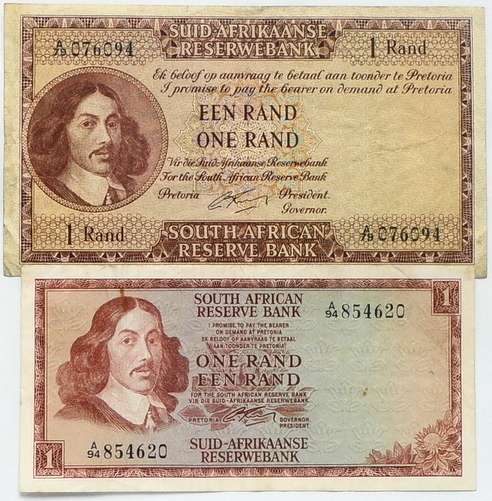 SUID-AFRIKAANSE
RESERWEBANK
076094
1 Rand
Ek beloof op aanvraag te betaal aan toonder te Pretoria
I promise to pay the bearer on demand at Pretoria
EEN RAND
ONE RAND
Vir die Suid-Afrikaanse Reserwebank
For the South African Reserve Bank
Pretoria
President.
Governor.
1 Rand
SOUTH AFRICAN
RESERVE BANK
076094
SOUTH AFRICAN
RESERVE BANK
A/94 854620
1
I PROMISE TO PAY THE BEARER
ON DEMAND AT PRETORIA
EK BELOOF OP AANVRAAG TE BETAAL
AAN TOONDER TE PRETORIA
ONE RAND
EEN RAND
FOR THE SOUTH AFRICAN RESERVE BANK
VIR DIE SUID-AFRIKAANSE RESERWEBANK
PRETORIA
GOVERNOR.
PRESIDENT.
A/94 854620
1
SUID-AFRIKAANSE
RESERWEBANK